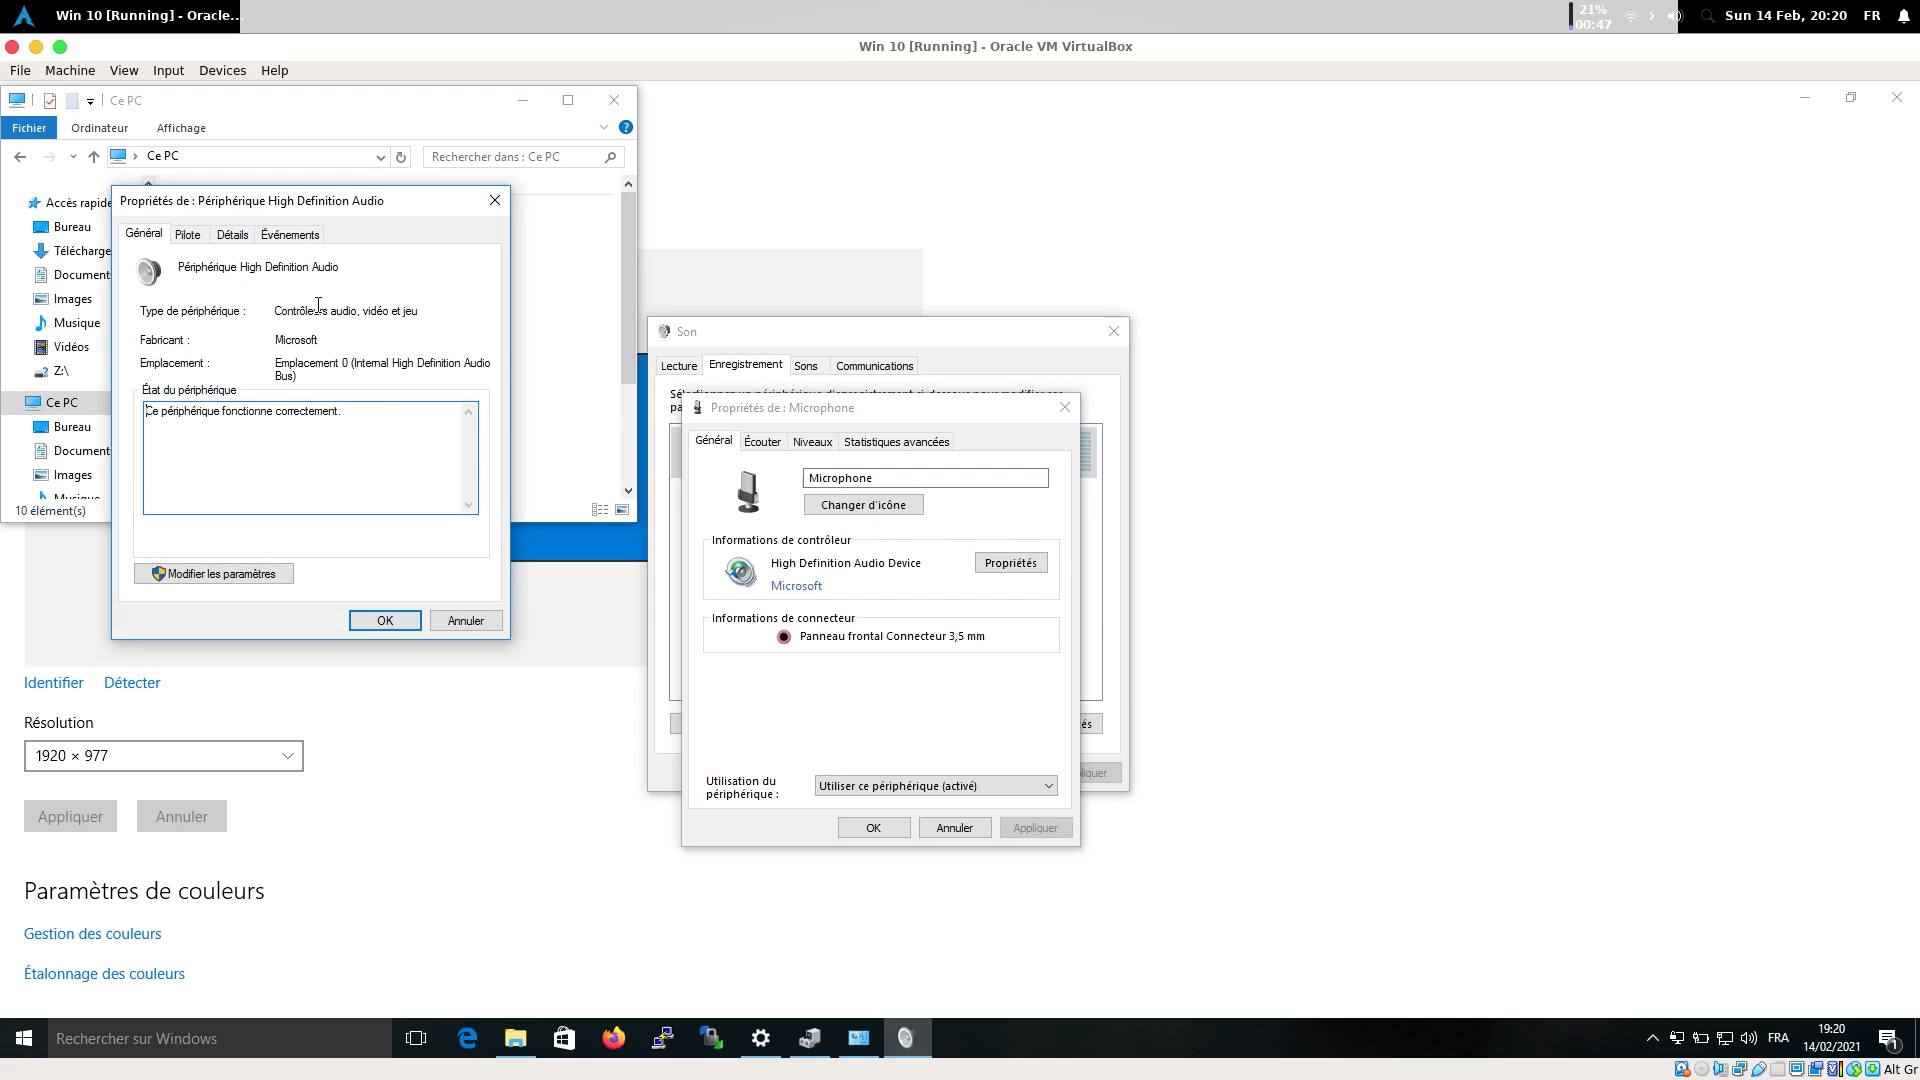 Win 10 [Running] - Oracle...
21%
00:47
Sun 14 Feb, 20:20
FR
Win 10 [Running] - Oracle VM VirtualBox
File Machine View Input Devices Help
Ce PC
Fichier Ordinateur Affichage
Ce PC
Rechercher dans : Ce PC
Accès rapide
Bureau
Télécharge
Document
Images
Musique
Vidéos
Z:\
Ce PC
Bureau
Document
Images
Musique
10 élément(s)
Propriétés de : Périphérique High Definition Audio
Général Pilote Détails Événements
Périphérique High Definition Audio
Type de périphérique : Contrôleurs audio, vidéo et jeu
Fabricant : Microsoft
Emplacement : Emplacement 0 (Internal High Definition Audio
Bus)
État du périphérique
Ce périphérique fonctionne correctement.
Modifier les paramètres
OK Annuler
Son
Lecture Enregistrement Sons Communications
pa
Propriétés de : Microphone
Général Écouter Niveaux Statistiques avancées
Microphone
Changer d'icône
Informations de contrôleur
High Definition Audio Device
Propriétés
Microsoft
Informations de connecteur
Panneau frontal Connecteur 3,5 mm
és
liquer
Utilisation du
périphérique :
Utiliser ce périphérique (activé)
OK Annuler Appliquer
Identifier Détecter
Résolution
1920 × 977
Appliquer Annuler
Paramètres de couleurs
Gestion des couleurs
Étalonnage des couleurs
Rechercher sur Windows
FRA
19:20
14/02/2021
1
Alt Gr